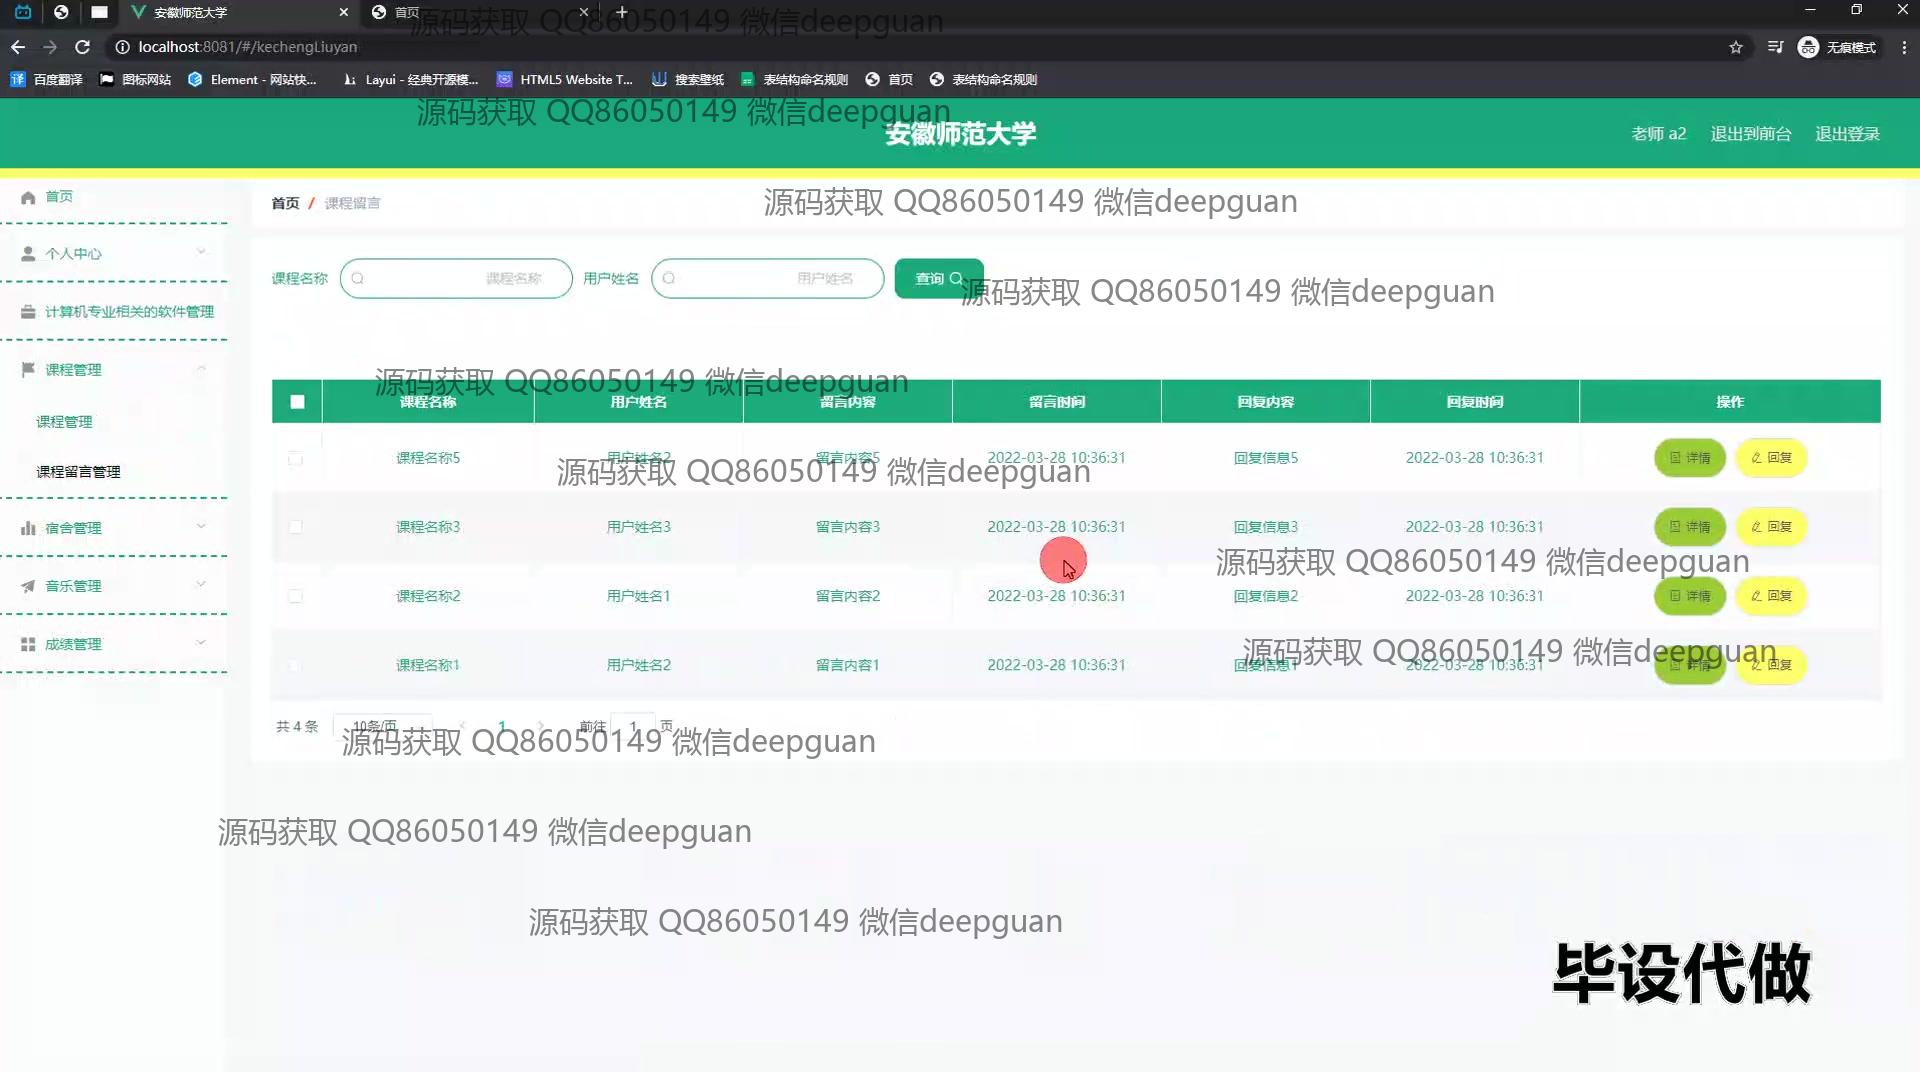 安徽师范大学
首页
源码获取 QQ86050149 微信deepguan
localhost:8081/#/kechengLiuyan
无痕模式
百度翻译 图标网站 Element - 网站快... Layui - 经典开源模... HTML5 Website T... 搜索壁纸 表结构命名规则 首页 表结构命名规则
源码获取 QQ86050149 微信deepguan
安徽师范大学
老师 a2 退出到前台 退出登录
首页
个人中心
计算机专业相关的软件管理
课程管理
课程管理
课程留言管理
宿舍管理
音乐管理
成绩管理
首页 / 课程留言
源码获取 QQ86050149 微信deepguan
课程名称 课程名称 用户姓名 用户姓名 查询
源码获取 QQ86050149 微信deepguan
源码获取 QQ86050149 微信deepguan
课程名称 用户姓名 留言内容 留言时间 回复内容 回复时间 操作
课程名称5 用户姓名2 留言内容5 2022-03-28 10:36:31 回复信息5 2022-03-28 10:36:31 详情 回复
源码获取 QQ86050149 微信deepguan
课程名称3 用户姓名3 留言内容3 2022-03-28 10:36:31 回复信息3 2022-03-28 10:36:31 详情 回复
源码获取 QQ86050149 微信deepguan
课程名称2 用户姓名1 留言内容2 2022-03-28 10:36:31 回复信息2 2022-03-28 10:36:31 详情 回复
源码获取 QQ86050149 微信deepguan
课程名称1 用户姓名2 留言内容1 2022-03-28 10:36:31 回复信息1 2022-03-28 10:36:31 详情 回复
共 4 条 10条/页 1 前往 1 页
源码获取 QQ86050149 微信deepguan
源码获取 QQ86050149 微信deepguan
源码获取 QQ86050149 微信deepguan
毕设代做